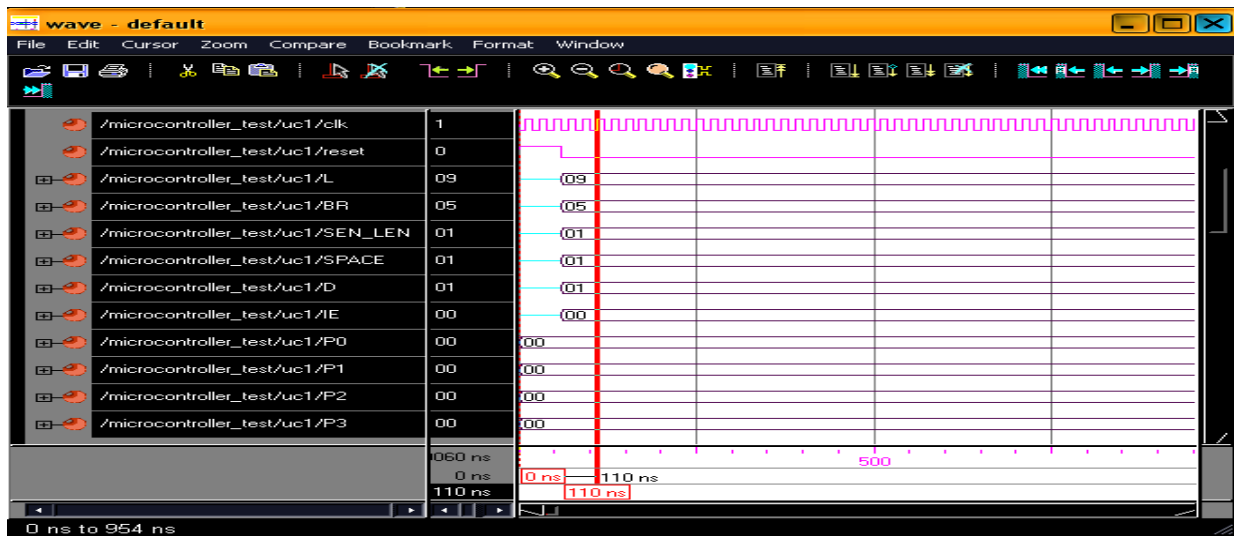 wave - default
File Edit Cursor Zoom Compare Bookmark Format Window
/microcontroller_test/uc1/clk 1
/microcontroller_test/uc1/reset 0
/microcontroller_test/uc1/L 09 (09
/microcontroller_test/uc1/BR 05 (05
/microcontroller_test/uc1/SEN_LEN 01 (01
/microcontroller_test/uc1/SPACE 01 (01
/microcontroller_test/uc1/D 01 (01
/microcontroller_test/uc1/IE 00 (00
/microcontroller_test/uc1/P0 00 00
/microcontroller_test/uc1/P1 00 00
/microcontroller_test/uc1/P2 00 00
/microcontroller_test/uc1/P3 00 00
060 ns 500
0 ns 0 ns 110 ns
110 ns 110 ns
0 ns to 954 ns